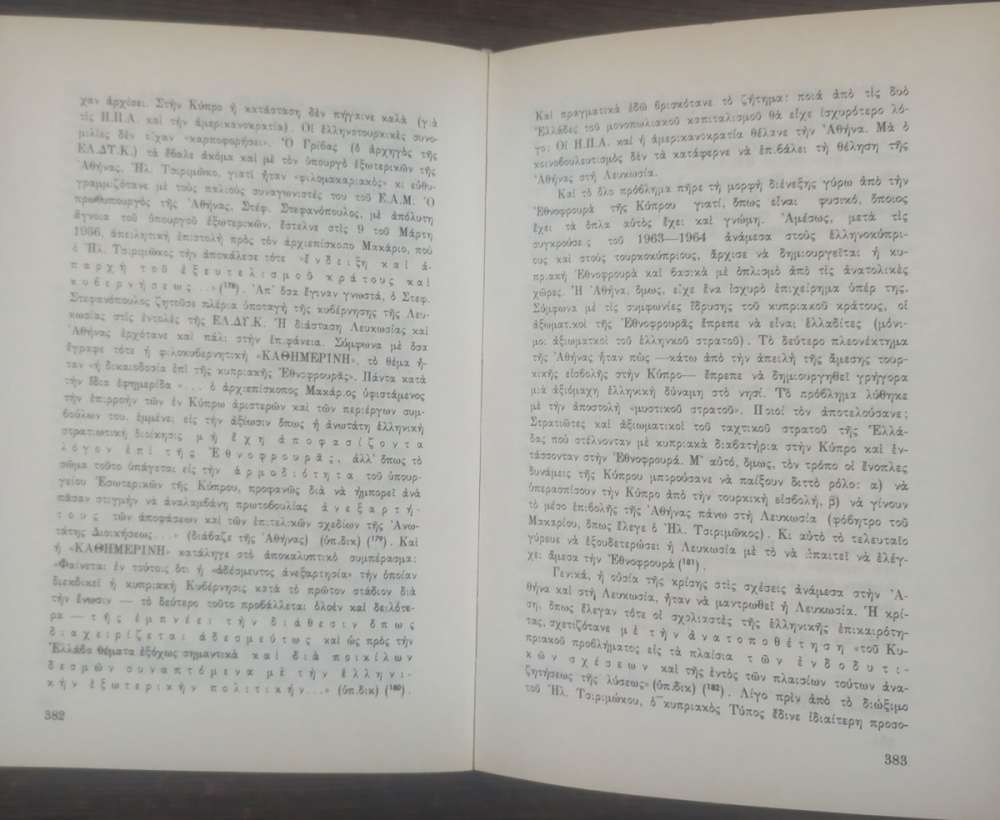 χαν ἀρχίσει. Στὴν Κύπρο ἡ κατάσταση δὲν πήγαινε καλὰ (γιὰ
τὶς Η.Π.Α. καὶ τὴν ἀμερικανοκρατία). Οἱ ἑλληνοτουρκικὲς συνο-
μιλίες δὲν εἶχαν «καρποφορήσει». Ὁ Γρίβας (ὁ ἀρχηγὸς τῆς
ΕΛ.ΔΥ.Κ.) τὰ ἔβαλε ἀκόμα καὶ μὲ τὸν ὑπουργὸ ἐξωτερικῶν τῆς
Ἀθήνας, Ἠλ. Τσιριμῶκο, γιατί ἦταν «φιλομακαριακὸς» κι εὐθυ-
γραμμιζότανε μὲ τοὺς παλιοὺς συναγωνιστές του τοῦ Ε.Α.Μ. Ὁ
πρωθυπουργὸς τῆς Ἀθήνας, Στέφ. Στεφανόπουλος, μὲ ἀπόλυτη
ἄγνοια τοῦ ὑπουργοῦ ἐξωτερικῶν, ἔστελνε στὶς 9 τοῦ Μάρτη
1966, ἀπειλητικὴ ἐπιστολὴ πρὸς τὸν ἀρχιεπίσκοπο Μακάριο, ποὺ
ὁ Ἠλ. Τσιριμῶκος τὴν ἀποκάλεσε τότε «ἔνδειξη καὶ ἀ-
παρχὴ τοῦ ἐξευτελισμοῦ κράτους καὶ
κυβερνήσεως...»(¹⁷⁸). Ἀπ' ὅσα ἔγιναν γνωστά, ὁ Στεφ.
Στεφανόπουλος ζητοῦσε πλέρια ὑποταγὴ τῆς κυβέρνησης τῆς Λευ-
κωσίας στὶς ἐντολὲς τῆς ΕΛ.ΔΥ.Κ. Ἡ διάσταση Λευκωσίας καὶ
Ἀθήνας ἐρχότανε καὶ πάλι στὴν ἐπιφάνεια. Σύμφωνα μὲ ὅσα
ἔγραφε τότε ἡ φιλοκυβερνητικὴ «ΚΑΘΗΜΕΡΙΝΗ», τὸ θέμα ἤ-
ταν «ἡ δικαιοδοσία ἐπὶ τῆς κυπριακῆς Ἐθνοφρουρᾶς». Πάντα κατὰ
τὴν ἴδια ἐφημερίδα «... ὁ ἀρχιεπίσκοπος Μακάριος ὑφιστάμενος
τὴν ἐπιρροὴν τῶν ἐν Κύπρῳ ἀριστερῶν καὶ τῶν περιέργων συμ-
βούλων του, ἐμμένει εἰς τὴν ἀξίωσιν ὅπως ἡ ἀνωτάτη ἑλληνικὴ
στρατιωτικὴ διοίκησις μὴ ἔχῃ ἀποφασίζοντα
λόγον ἐπὶ τῆς Ἐθνοφρουρᾶς, ἀλλ' ὅπως τὸ
σῶμα τοῦτο ὑπάγεται εἰς τὴν ἁρμοδιότητα τοῦ ὑπουρ-
γείου Ἐσωτερικῶν τῆς Κύπρου, προφανῶς διὰ νὰ ἠμπορεῖ ἀνὰ
πᾶσαν στιγμὴν νὰ ἀναλαμβάνῃ πρωτοβουλίας ἀνεξαρτή-
τους τῶν ἀποφάσεων καὶ τῶν ἐπιτελικῶν σχεδίων τῆς Ἀνω-
τάτης Διοικήσεως...» (διάβαζε τῆς Ἀθήνας) (ὑπ.δικ) (¹⁷⁹). Καὶ
ἡ «ΚΑΘΗΜΕΡΙΝΗ» κατάληγε στὸ ἀποκαλυπτικὸ συμπέρασμα:
«Φαίνεται ἐν τούτοις ὅτι ἡ «ἀδέσμευτος ἀνεξαρτησία» τὴν ὁποίαν
διεκδικεῖ ἡ κυπριακὴ Κυβέρνησις κατὰ τὸ πρῶτον στάδιον διὰ
τὴν ἕνωσιν — τὸ δεύτερο τοῦτο προβάλλεται ὁλοὲν καὶ δειλότε-
ρα — τῆς ἐμπνέει τὴν διάθεσιν ὅπως
διαχειρίζεται ἀδεσμεύτως καὶ ὡς πρὸς τὴν
Ἑλλάδα θέματα ἐξόχως σημαντικὰ καὶ διὰ ποικίλων
δεσμῶν συναπτόμενα μὲ τὴν ἑλληνι-
κὴν ἐξωτερικὴν πολιτικήν...» (ὑπ.δικ) (¹⁸⁰).
382
Καὶ πραγματικὰ ἐδῶ βρισκότανε τὸ ζήτημα: ποιά ἀπὸ τὶς δυὸ
Ἑλλάδες τοῦ μονοπωλιακοῦ καπιταλισμοῦ θὰ εἶχε ἰσχυρότερο λό-
γο; Οἱ Η.Π.Α. καὶ ἡ ἀμερικανοκρατία θέλανε τὴν Ἀθήνα. Μὰ ὁ
κοινοβουλευτισμὸς δὲν τὰ κατάφερνε νὰ ἐπιβάλει τὴ θέληση τῆς
Ἀθήνας στὴ Λευκωσία.
Καὶ τὸ ὅλο πρόβλημα πῆρε τὴ μορφὴ διένεξης γύρω ἀπὸ τὴν
Ἐθνοφρουρὰ τῆς Κύπρου γιατί, ὅπως εἶναι φυσικό, ὅποιος
ἔχει τὰ ὅπλα αὐτὸς ἔχει καὶ γνώμη. Ἀμέσως, μετὰ τὶς
συγκρούσεις τοῦ 1963—1964 ἀνάμεσα στοὺς ἑλληνοκύπρι-
ους καὶ στοὺς τουρκοκύπριους, ἄρχισε νὰ δημιουργεῖται ἡ κυ-
πριακὴ Ἐθνοφρουρὰ καὶ βασικὰ μὲ ὁπλισμὸ ἀπὸ τὶς ἀνατολικὲς
χῶρες. Ἡ Ἀθήνα, ὅμως, εἶχε ἕνα ἰσχυρὸ ἐπιχείρημα ὑπέρ της.
Σύμφωνα μὲ τὶς συμφωνίες ἵδρυσης τοῦ κυπριακοῦ κράτους, οἱ
ἀξιωματικοὶ τῆς Ἐθνοφρουρᾶς ἔπρεπε νὰ εἶναι ἑλλαδίτες (μόνι-
μοι ἀξιωματικοὶ τοῦ ἑλληνικοῦ στρατοῦ). Τὸ δεύτερο πλεονέκτημα
τῆς Ἀθήνας ἦταν πὼς —κάτω ἀπὸ τὴν ἀπειλὴ τῆς ἄμεσης τουρ-
κικῆς εἰσβολῆς στὴν Κύπρο— ἔπρεπε νὰ δημιουργηθεῖ γρήγορα
μιὰ ἀξιόμαχη ἑλληνικὴ δύναμη στὸ νησί. Τὸ πρόβλημα λύθηκε
μὲ τὴν ἀποστολὴ «μυστικοῦ στρατοῦ». Ποιοί τὸν ἀποτελούσανε;
Στρατιῶτες καὶ ἀξιωματικοὶ τοῦ ταχτικοῦ στρατοῦ τῆς Ἑλλά-
δας ποὺ στέλνονταν μὲ κυπριακὰ διαβατήρια στὴν Κύπρο καὶ ἐν-
τάσσονταν στὴν Ἐθνοφρουρά. Μ' αὐτό, ὅμως, τὸν τρόπο οἱ ἔνοπλες
δυνάμεις τῆς Κύπρου μπορούσανε νὰ παίξουν διττὸ ρόλο: α) νὰ
ὑπερασπίσουν τὴν Κύπρο ἀπὸ τὴν τουρκικὴ εἰσβολή, β) νὰ γίνουν
τὸ μέσο ἐπιβολῆς τῆς Ἀθήνας πάνω στὴ Λευκωσία (φόβητρο τοῦ
Μακαρίου, ὅπως ἔλεγε ὁ Ἠλ. Τσιριμῶκος). Κι αὐτὸ τὸ τελευταῖο
γύρευε νὰ ἐξουδετερώσει ἡ Λευκωσία μὲ τὸ νὰ ἀπαιτεῖ νὰ ἐλέγ-
χει ἄμεσα τὴν Ἐθνοφρουρὰ (¹⁸¹).
Γενικά, ἡ οὐσία τῆς κρίσης στὶς σχέσεις ἀνάμεσα στὴν Ἀ-
θήνα καὶ στὴ Λευκωσία, ἦταν νὰ μαντρωθεῖ ἡ Λευκωσία. Ἡ κρί-
ση, ὅπως ἔλεγαν τότε οἱ σχολιαστὲς τῆς ἑλληνικῆς ἐπικαιρότη-
τας, σχετιζότανε μὲ τὴν ἀνατοποθέτηση «τοῦ Κυ-
πριακοῦ προβλήματος εἰς τὰ πλαίσια τῶν ἐνδοδυτι-
κῶν σχέσεων καὶ τῆς ἐντὸς τῶν πλαισίων τούτων ἀνα-
ζητήσεως τῆς λύσεως» (ὑπ.δικ) (¹⁸²). Λίγο πρὶν ἀπὸ τὸ διώξιμο
τοῦ Ἠλ. Τσιριμώκου, ὁ κυπριακὸς Τύπος ἔδινε ἰδιαίτερη προσο-
383